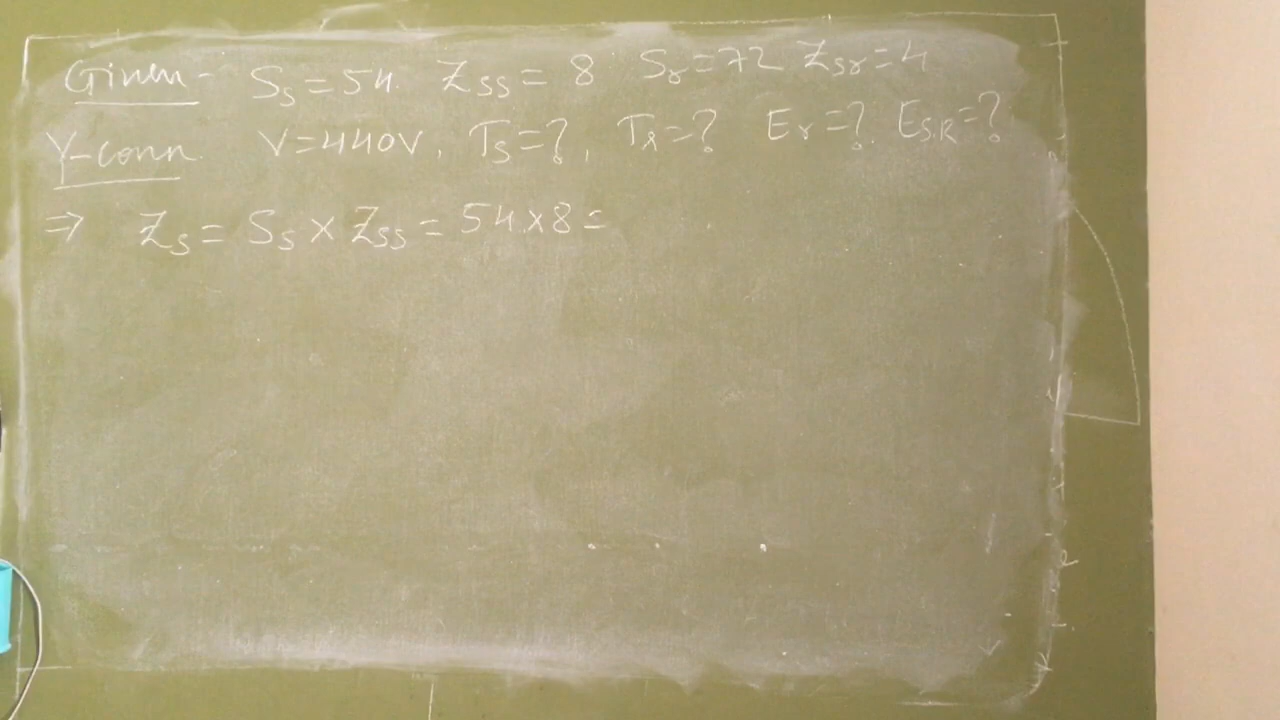 Given- Ss=54 Zss= 8 Sr=72 Zsr=4
Y-conn. V=440V, Ts=?, Tr=? Er=?. Es.R=?
⇒ Zs= Ss × Zss = 54×8=